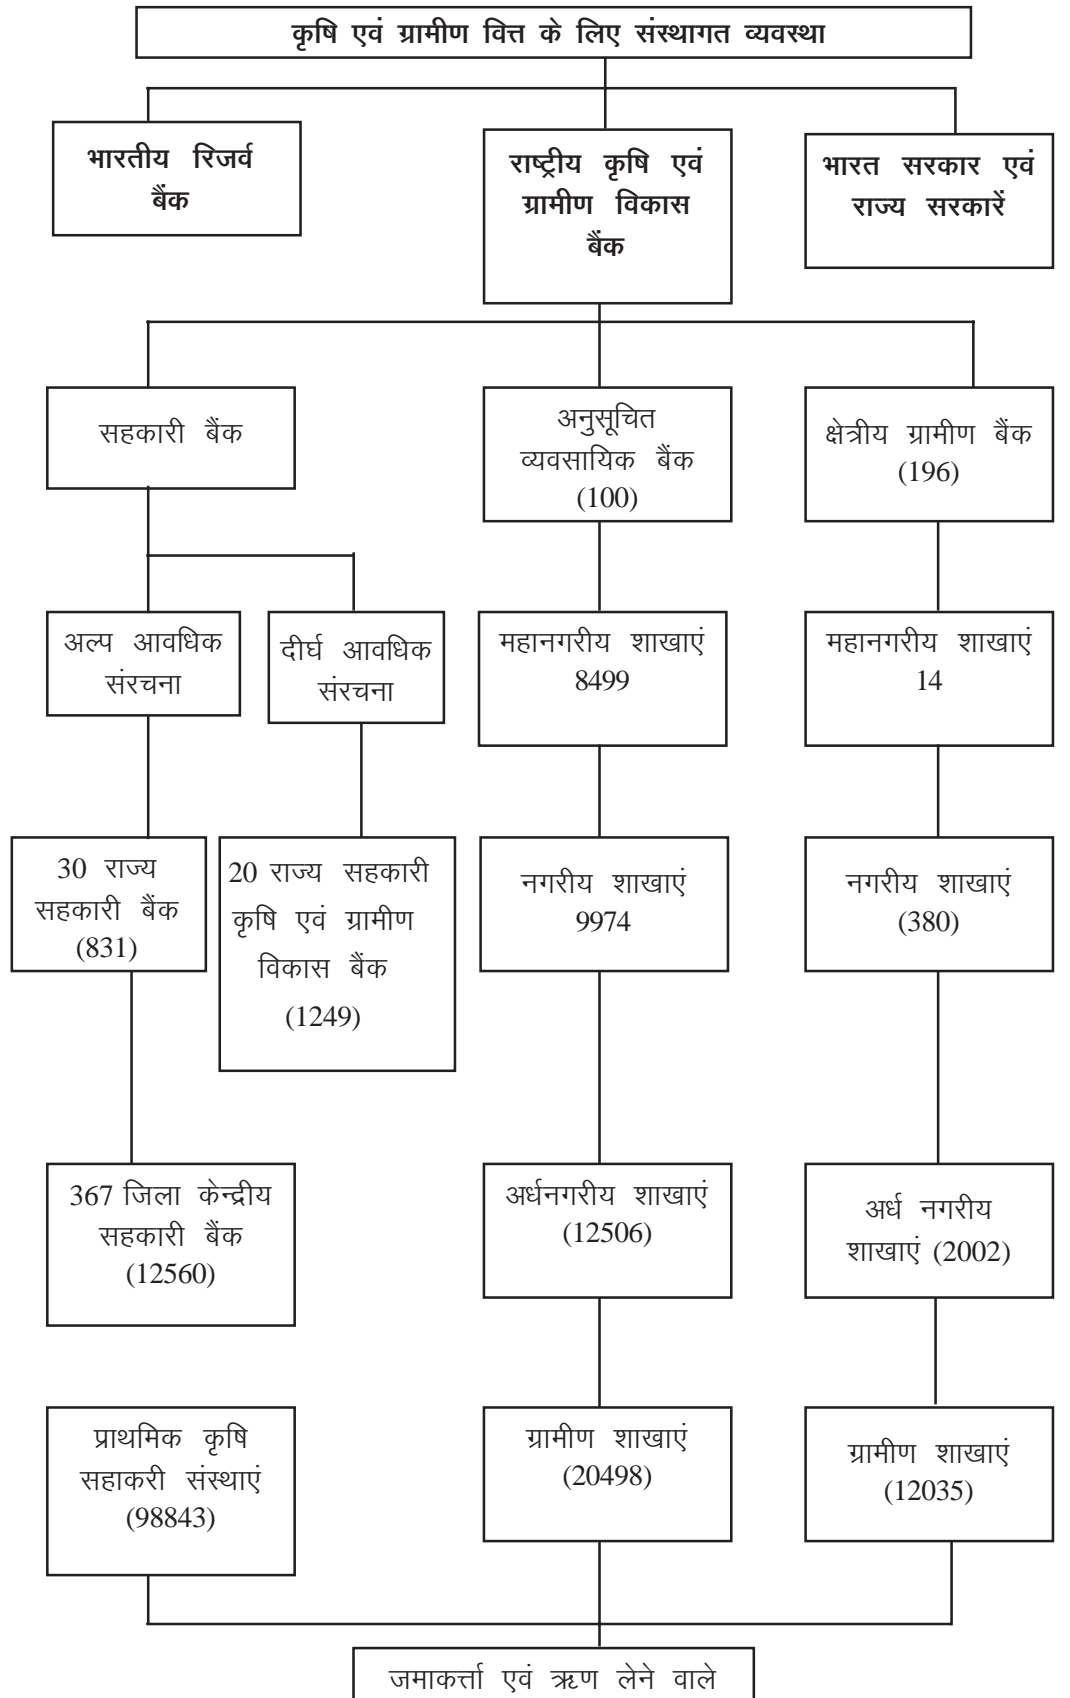 कृषि एवं ग्रामीण वित्त के लिए संस्थागत व्यवस्था
भारतीय रिजर्व
बैंक
राष्ट्रीय कृषि एवं
ग्रामीण विकास
बैंक
भारत सरकार एवं
राज्य सरकारें
सहकारी बैंक
अनुसूचित
व्यवसायिक बैंक
(100)
क्षेत्रीय ग्रामीण बैंक
(196)
अल्प आवधिक
संरचना
दीर्घ आवधिक
संरचना
महानगरीय शाखाएं
8499
महानगरीय शाखाएं
14
30 राज्य
सहकारी बैंक
(831)
20 राज्य सहकारी
कृषि एवं ग्रामीण
विकास बैंक
(1249)
नगरीय शाखाएं
9974
नगरीय शाखाएं
(380)
367 जिला केन्द्रीय
सहकारी बैंक
(12560)
अर्धनगरीय शाखाएं
(12506)
अर्ध नगरीय
शाखाएं (2002)
प्राथमिक कृषि
सहाकरी संस्थाएं
(98843)
ग्रामीण शाखाएं
(20498)
ग्रामीण शाखाएं
(12035)
जमाकर्त्ता एवं ऋण लेने वाले